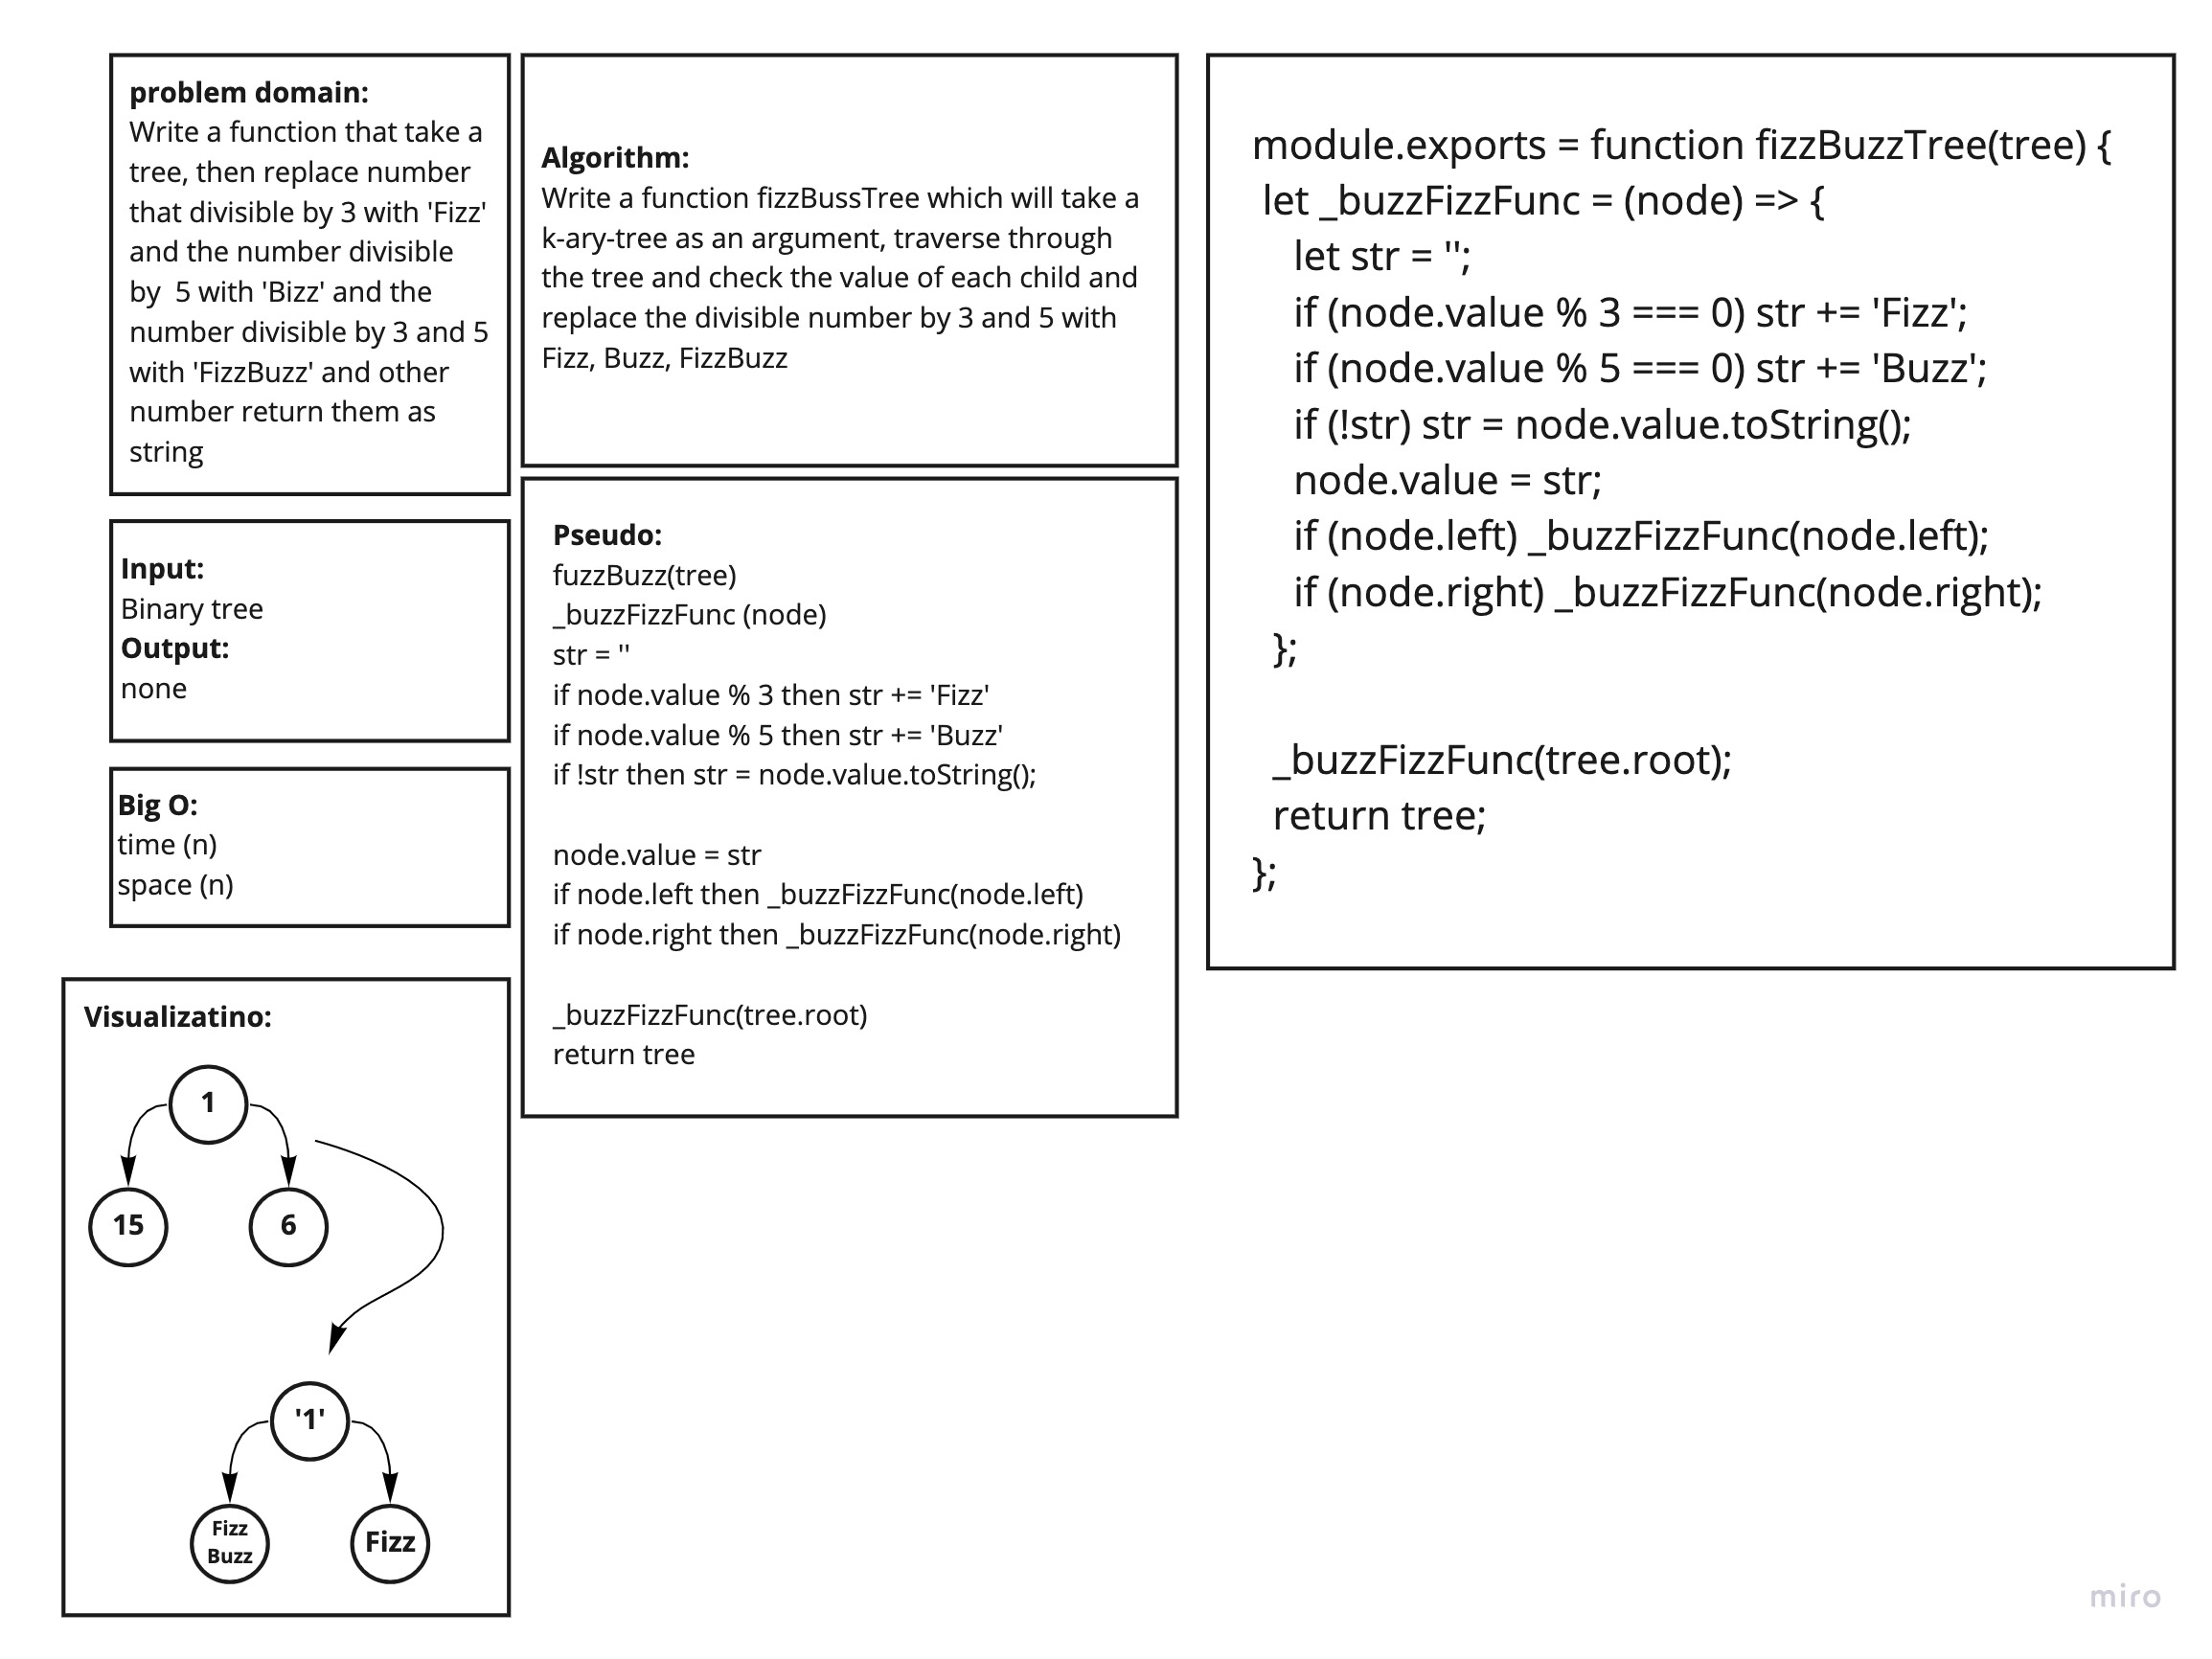 problem domain:
Write a function that take a
tree, then replace number
that divisible by 3 with 'Fizz'
and the number divisible
by  5 with 'Bizz' and the
number divisible by 3 and 5
with 'FizzBuzz' and other
number return them as
string
Input:
Binary tree
Output:
none
Big O:
time (n)
space (n)
Visualizatino:
1
15
6
'1'
Fizz
Buzz
Fizz
Algorithm:
Write a function fizzBussTree which will take a
k-ary-tree as an argument, traverse through
the tree and check the value of each child and
replace the divisible number by 3 and 5 with
Fizz, Buzz, FizzBuzz
Pseudo:
fuzzBuzz(tree)
_buzzFizzFunc (node)
str = ''
if node.value % 3 then str += 'Fizz'
if node.value % 5 then str += 'Buzz'
if !str then str = node.value.toString();
node.value = str
if node.left then _buzzFizzFunc(node.left)
if node.right then _buzzFizzFunc(node.right)
_buzzFizzFunc(tree.root)
return tree
module.exports = function fizzBuzzTree(tree) {
let _buzzFizzFunc = (node) => {
let str = '';
if (node.value % 3 === 0) str += 'Fizz';
if (node.value % 5 === 0) str += 'Buzz';
if (!str) str = node.value.toString();
node.value = str;
if (node.left) _buzzFizzFunc(node.left);
if (node.right) _buzzFizzFunc(node.right);
};
_buzzFizzFunc(tree.root);
return tree;
};
miro